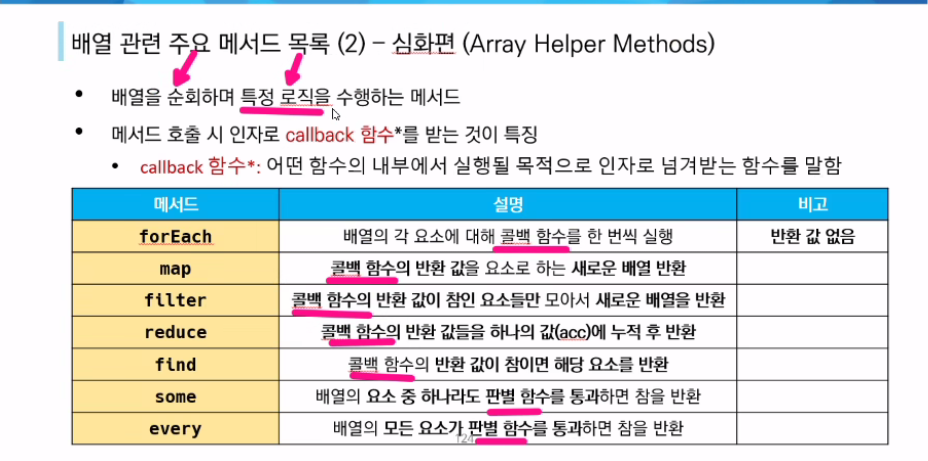 배열 관련 주요 메서드 목록 (2) – 심화편 (Array Helper Methods)
• 배열을 순회하며 특정 로직을 수행하는 메서드
• 메서드 호출 시 인자로 callback 함수*를 받는 것이 특징
• callback 함수*: 어떤 함수의 내부에서 실행될 목적으로 인자로 넘겨받는 함수를 말함
메서드 설명 비고
forEach 배열의 각 요소에 대해 콜백 함수를 한 번씩 실행 반환 값 없음
map 콜백 함수의 반환 값을 요소로 하는 새로운 배열 반환
filter 콜백 함수의 반환 값이 참인 요소들만 모아서 새로운 배열을 반환
reduce 콜백 함수의 반환 값들을 하나의 값(acc)에 누적 후 반환
find 콜백 함수의 반환 값이 참이면 해당 요소를 반환
some 배열의 요소 중 하나라도 판별 함수를 통과하면 참을 반환
every 배열의 모든 요소가 판별 함수를 통과하면 참을 반환
124